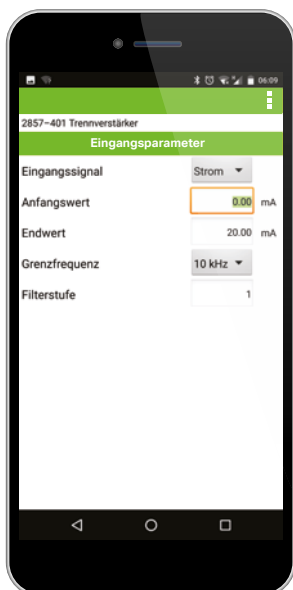 06:09
2857-401 Trennverstärker
Eingangsparameter
Eingangssignal Strom
Anfangswert 0.00 mA
Endwert 20.00 mA
Grenzfrequenz 10 kHz
Filterstufe 1